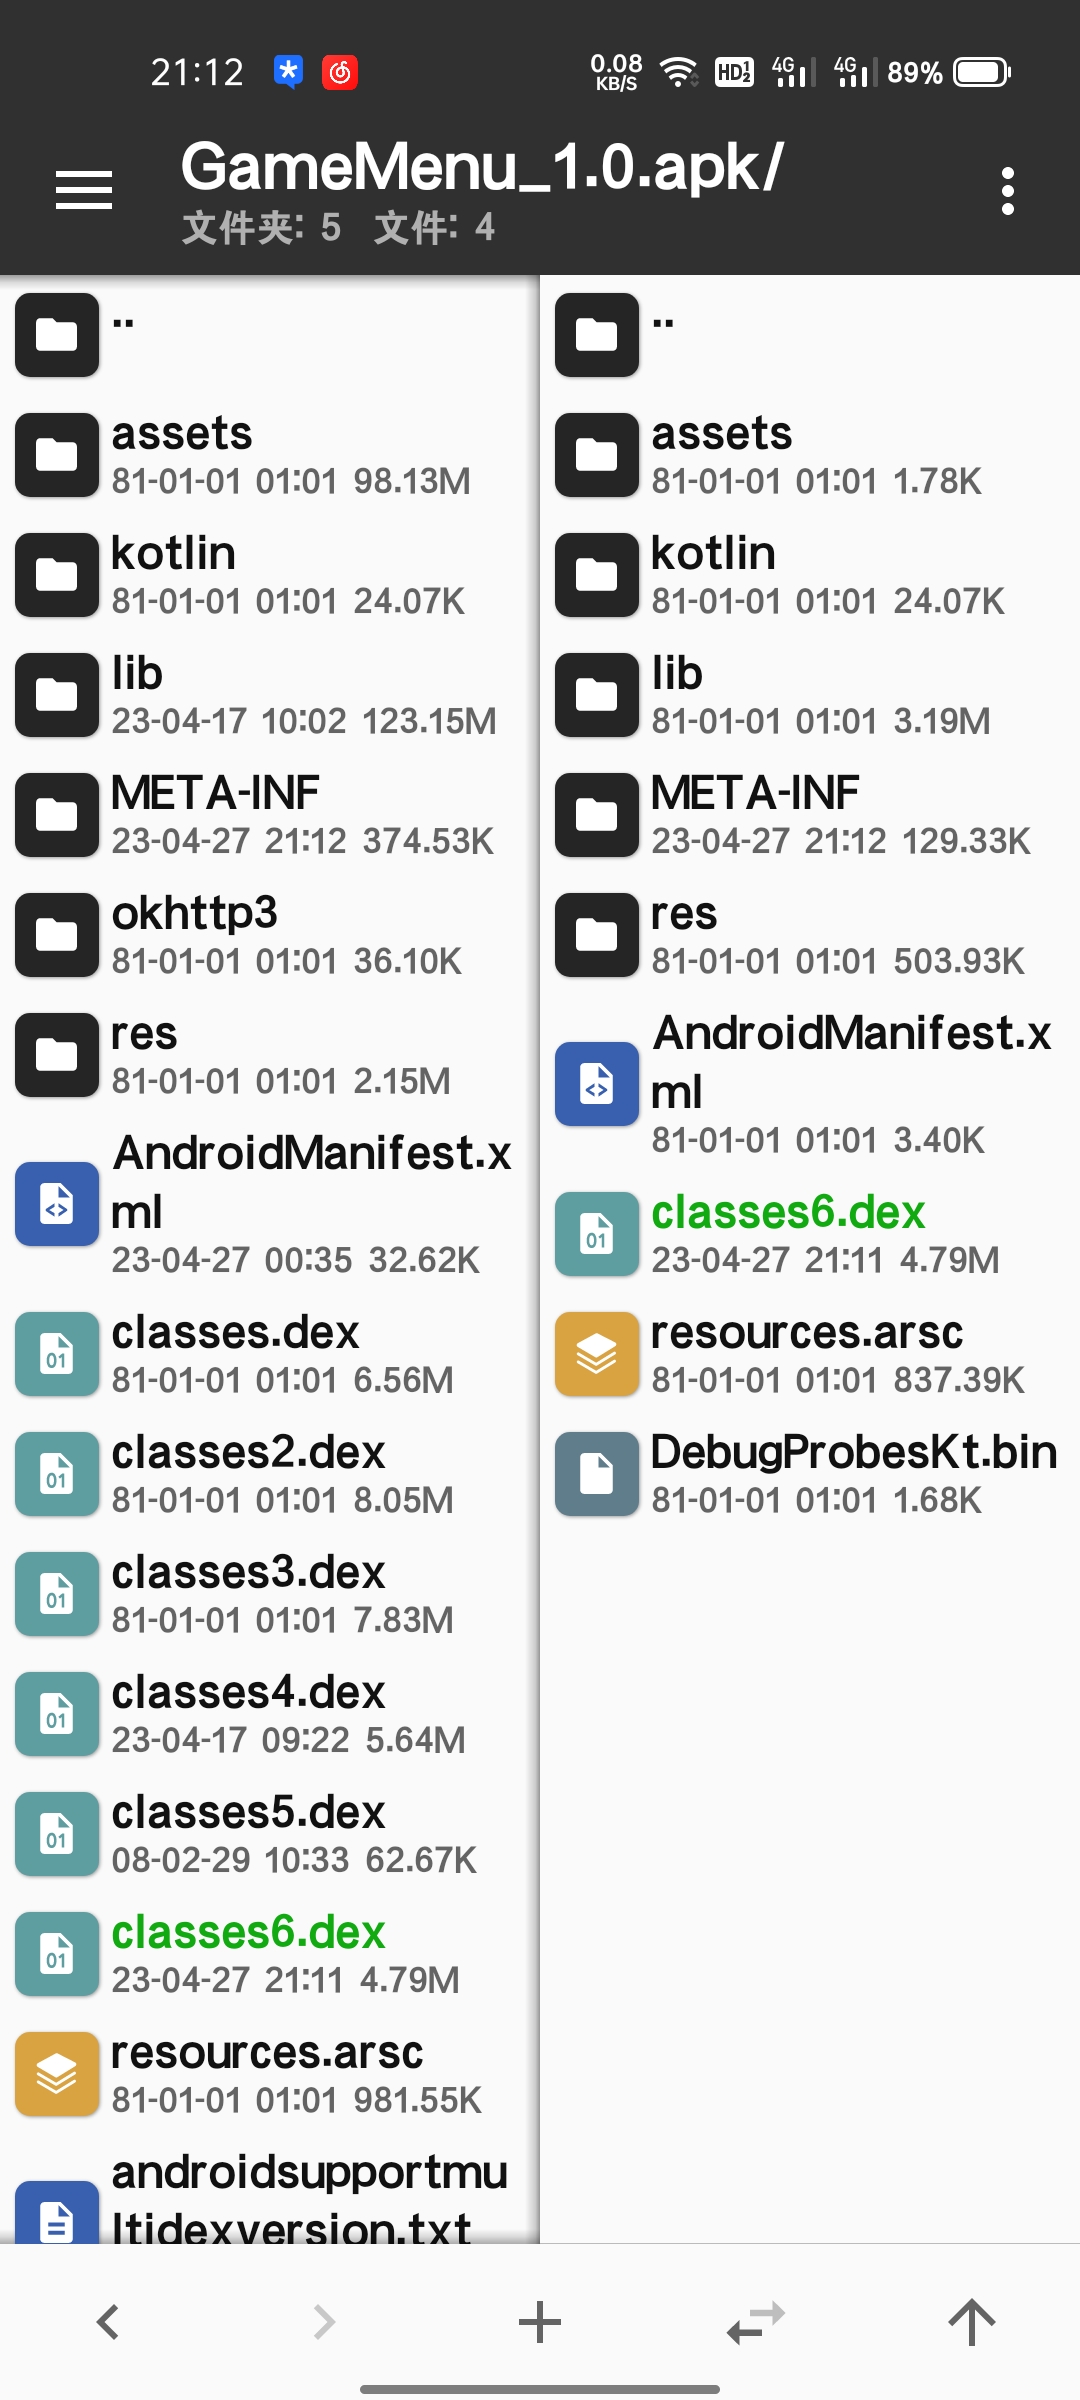 21:12
0.08
KB/S
HD 1 2
4G
4G
89%
GameMenu_1.0.apk/
文件夹: 5 文件: 4
..
assets
81-01-01 01:01 98.13M
kotlin
81-01-01 01:01 24.07K
lib
23-04-17 10:02 123.15M
META-INF
23-04-27 21:12 374.53K
okhttp3
81-01-01 01:01 36.10K
res
81-01-01 01:01 2.15M
AndroidManifest.x
ml
23-04-27 00:35 32.62K
classes.dex
81-01-01 01:01 6.56M
classes2.dex
81-01-01 01:01 8.05M
classes3.dex
81-01-01 01:01 7.83M
classes4.dex
23-04-17 09:22 5.64M
classes5.dex
08-02-29 10:33 62.67K
classes6.dex
23-04-27 21:11 4.79M
resources.arsc
81-01-01 01:01 981.55K
androidsupportmu
ltidexversion.txt
..
assets
81-01-01 01:01 1.78K
kotlin
81-01-01 01:01 24.07K
lib
81-01-01 01:01 3.19M
META-INF
23-04-27 21:12 129.33K
res
81-01-01 01:01 503.93K
AndroidManifest.x
ml
81-01-01 01:01 3.40K
classes6.dex
23-04-27 21:11 4.79M
resources.arsc
81-01-01 01:01 837.39K
DebugProbesKt.bin
81-01-01 01:01 1.68K